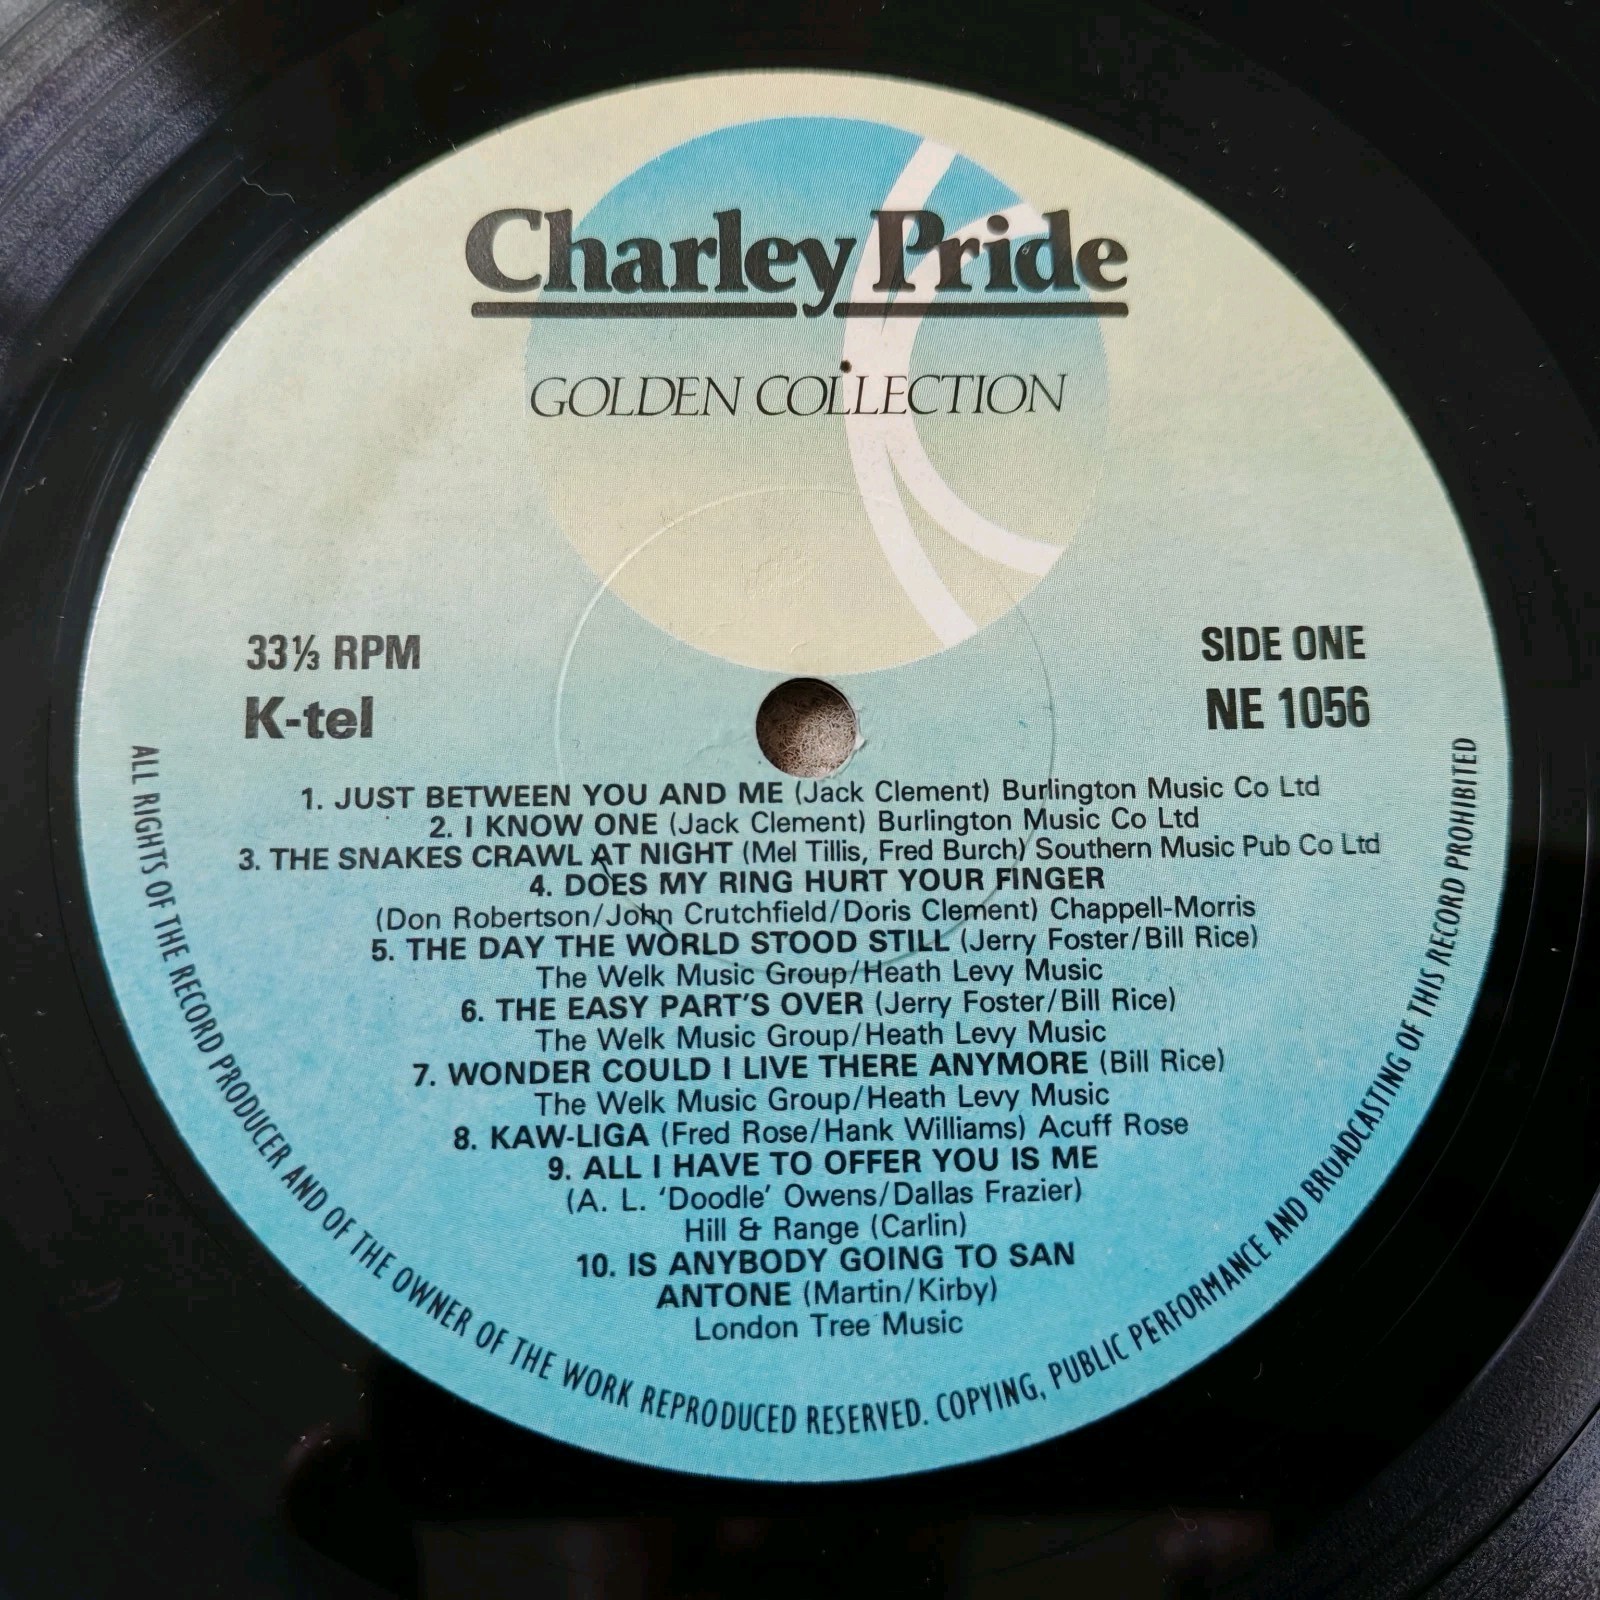 Charley Pride
GOLDEN COLLECTION
33⅓ RPM
K-tel
SIDE ONE
NE 1056
1. JUST BETWEEN YOU AND ME (Jack Clement) Burlington Music Co Ltd
2. I KNOW ONE (Jack Clement) Burlington Music Co Ltd
3. THE SNAKES CRAWL AT NIGHT (Mel Tillis, Fred Burch) Southern Music Pub Co Ltd
4. DOES MY RING HURT YOUR FINGER
(Don Robertson/John Crutchfield/Doris Clement) Chappell-Morris
5. THE DAY THE WORLD STOOD STILL (Jerry Foster/Bill Rice)
The Welk Music Group/Heath Levy Music
6. THE EASY PART'S OVER (Jerry Foster/Bill Rice)
The Welk Music Group/Heath Levy Music
7. WONDER COULD I LIVE THERE ANYMORE (Bill Rice)
The Welk Music Group/Heath Levy Music
8. KAW-LIGA (Fred Rose/Hank Williams) Acuff Rose
9. ALL I HAVE TO OFFER YOU IS ME
(A. L. 'Doodle' Owens/Dallas Frazier)
Hill & Range (Carlin)
10. IS ANYBODY GOING TO SAN
ANTONE (Martin/Kirby)
London Tree Music
ALL RIGHTS OF THE RECORD PRODUCER AND OF THE OWNER OF THE WORK REPRODUCED RESERVED. COPYING, PUBLIC PERFORMANCE AND BROADCASTING OF THIS RECORD PROHIBITED